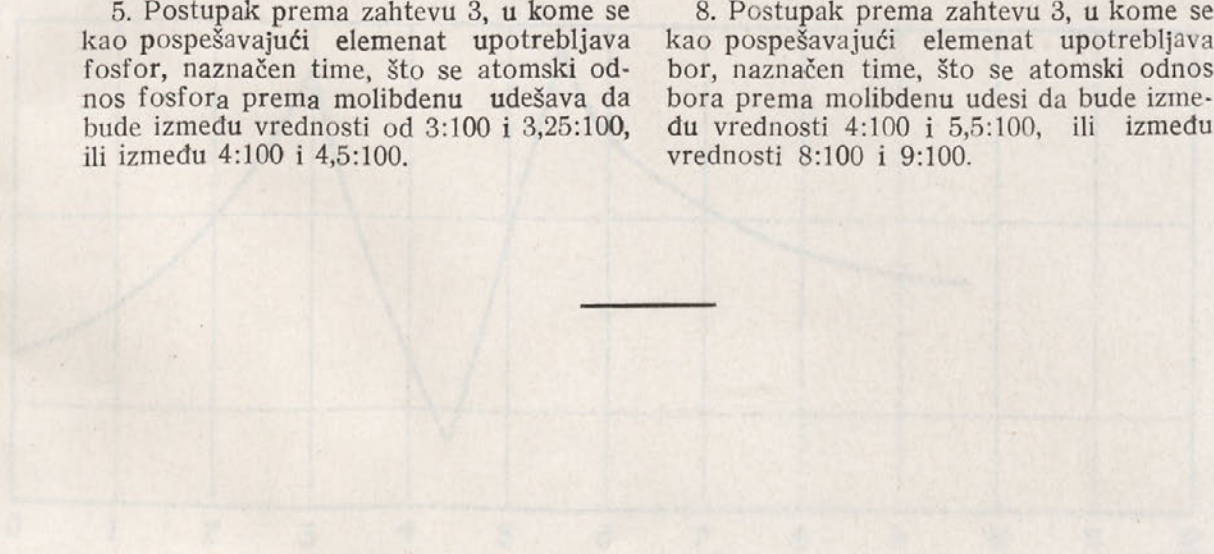 5. Postupak prema zahtevu 3, u kome se
kao pospešavajući elemenat upotrebljava
fosfor, naznačen time, što se atomski od-
nos fosfora prema molibdenu udešava da
bude između vrednosti od 3:100 i 3,25:100,
ili između 4:100 i 4,5:100.
8. Postupak prema zahtevu 3, u kome se
kao pospešavajući elemenat upotrebljava
bor, naznačen time, što se atomski odnos
bora prema molibdenu udesi da bude izme-
đu vrednosti 4:100 i 5,5:100, ili između
vrednosti 8:100 i 9:100.